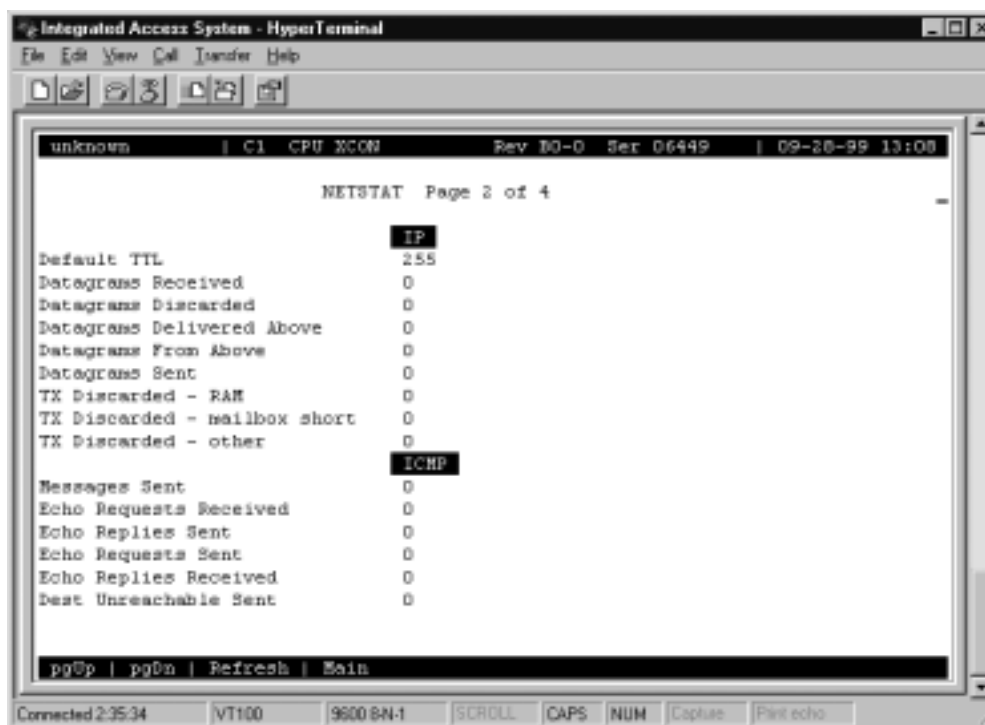 Integrated Access System - HyperTerminal
File Edit View Call Transfer Help
unknown | C1 CPU XCON Rev B0-0 Ser 06449 | 09-28-99 13:08
NETSTAT Page 2 of 4
IP
Default TTL 255
Datagrams Received 0
Datagrams Discarded 0
Datagrams Delivered Above 0
Datagrams From Above 0
Datagrams Sent 0
TX Discarded - RAM 0
TX Discarded - mailbox short 0
TX Discarded - other 0
ICMP
Messages Sent 0
Echo Requests Received 0
Echo Replies Sent 0
Echo Requests Sent 0
Echo Replies Received 0
Dest Unreachable Sent 0
pgUp | pgDn | Refresh | Main
Connected 2:35:34 VT100 9600 8-N-1 SCROLL CAPS NUM Capture Print echo